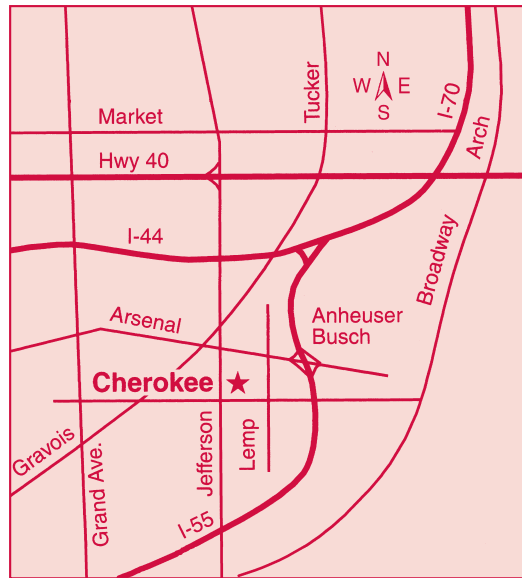 N
W E
S
Tucker
I-70
Market
Arch
Hwy 40
I-44
Broadway
Arsenal
Anheuser
Busch
Cherokee
Gravois
Grand Ave.
Jefferson
Lemp
I-55